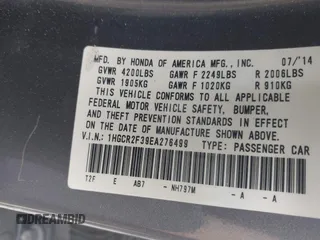 MFD. BY HONDA OF AMERICA MFG., INC. 07/'14
GVWR 4200LBS GAWR F 2249LBS R 2006LBS
GVWR 1905KG GAWR F 1020KG R 910KG
THIS VEHICLE CONFORMS TO ALL APPLICABLE
FEDERAL MOTOR VEHICLE SAFETY, BUMPER,
AND THEFT PREVENTION STANDARDS IN EFFECT
ON THE DATE OF MANUFACTURE SHOWN ABOVE.
V.I.N.: 1HGCR2F39EA276499 TYPE: PASSENGER CAR
T2F E AB7 - NH797M - A - A
DREAMBID